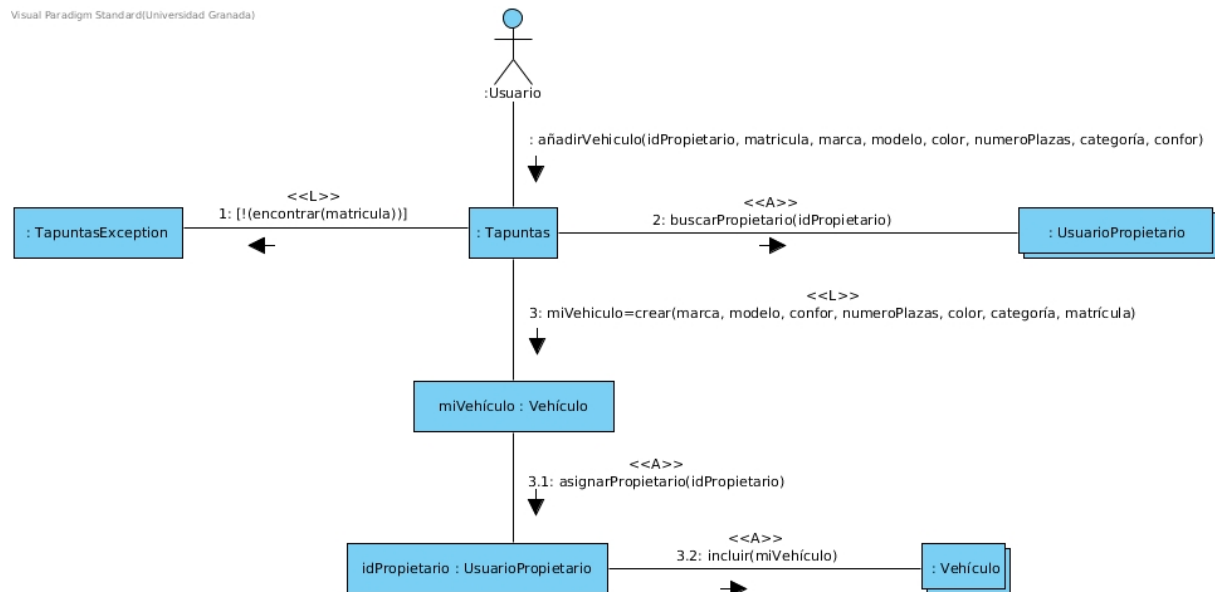 Visual Paradigm Standard(Universidad Granada)
:Usuario
: añadirVehiculo(idPropietario, matricula, marca, modelo, color, numeroPlazas, categoría, confor)
<<L>>
1: [!(encontrar(matricula))]
<<A>>
2: buscarPropietario(idPropietario)
: TapuntasException
: Tapuntas
: UsuarioPropietario
<<L>>
3: miVehiculo=crear(marca, modelo, confor, numeroPlazas, color, categoría, matrícula)
miVehículo : Vehículo
<<A>>
3.1: asignarPropietario(idPropietario)
<<A>>
3.2: incluir(miVehículo)
idPropietario : UsuarioPropietario
: Vehículo